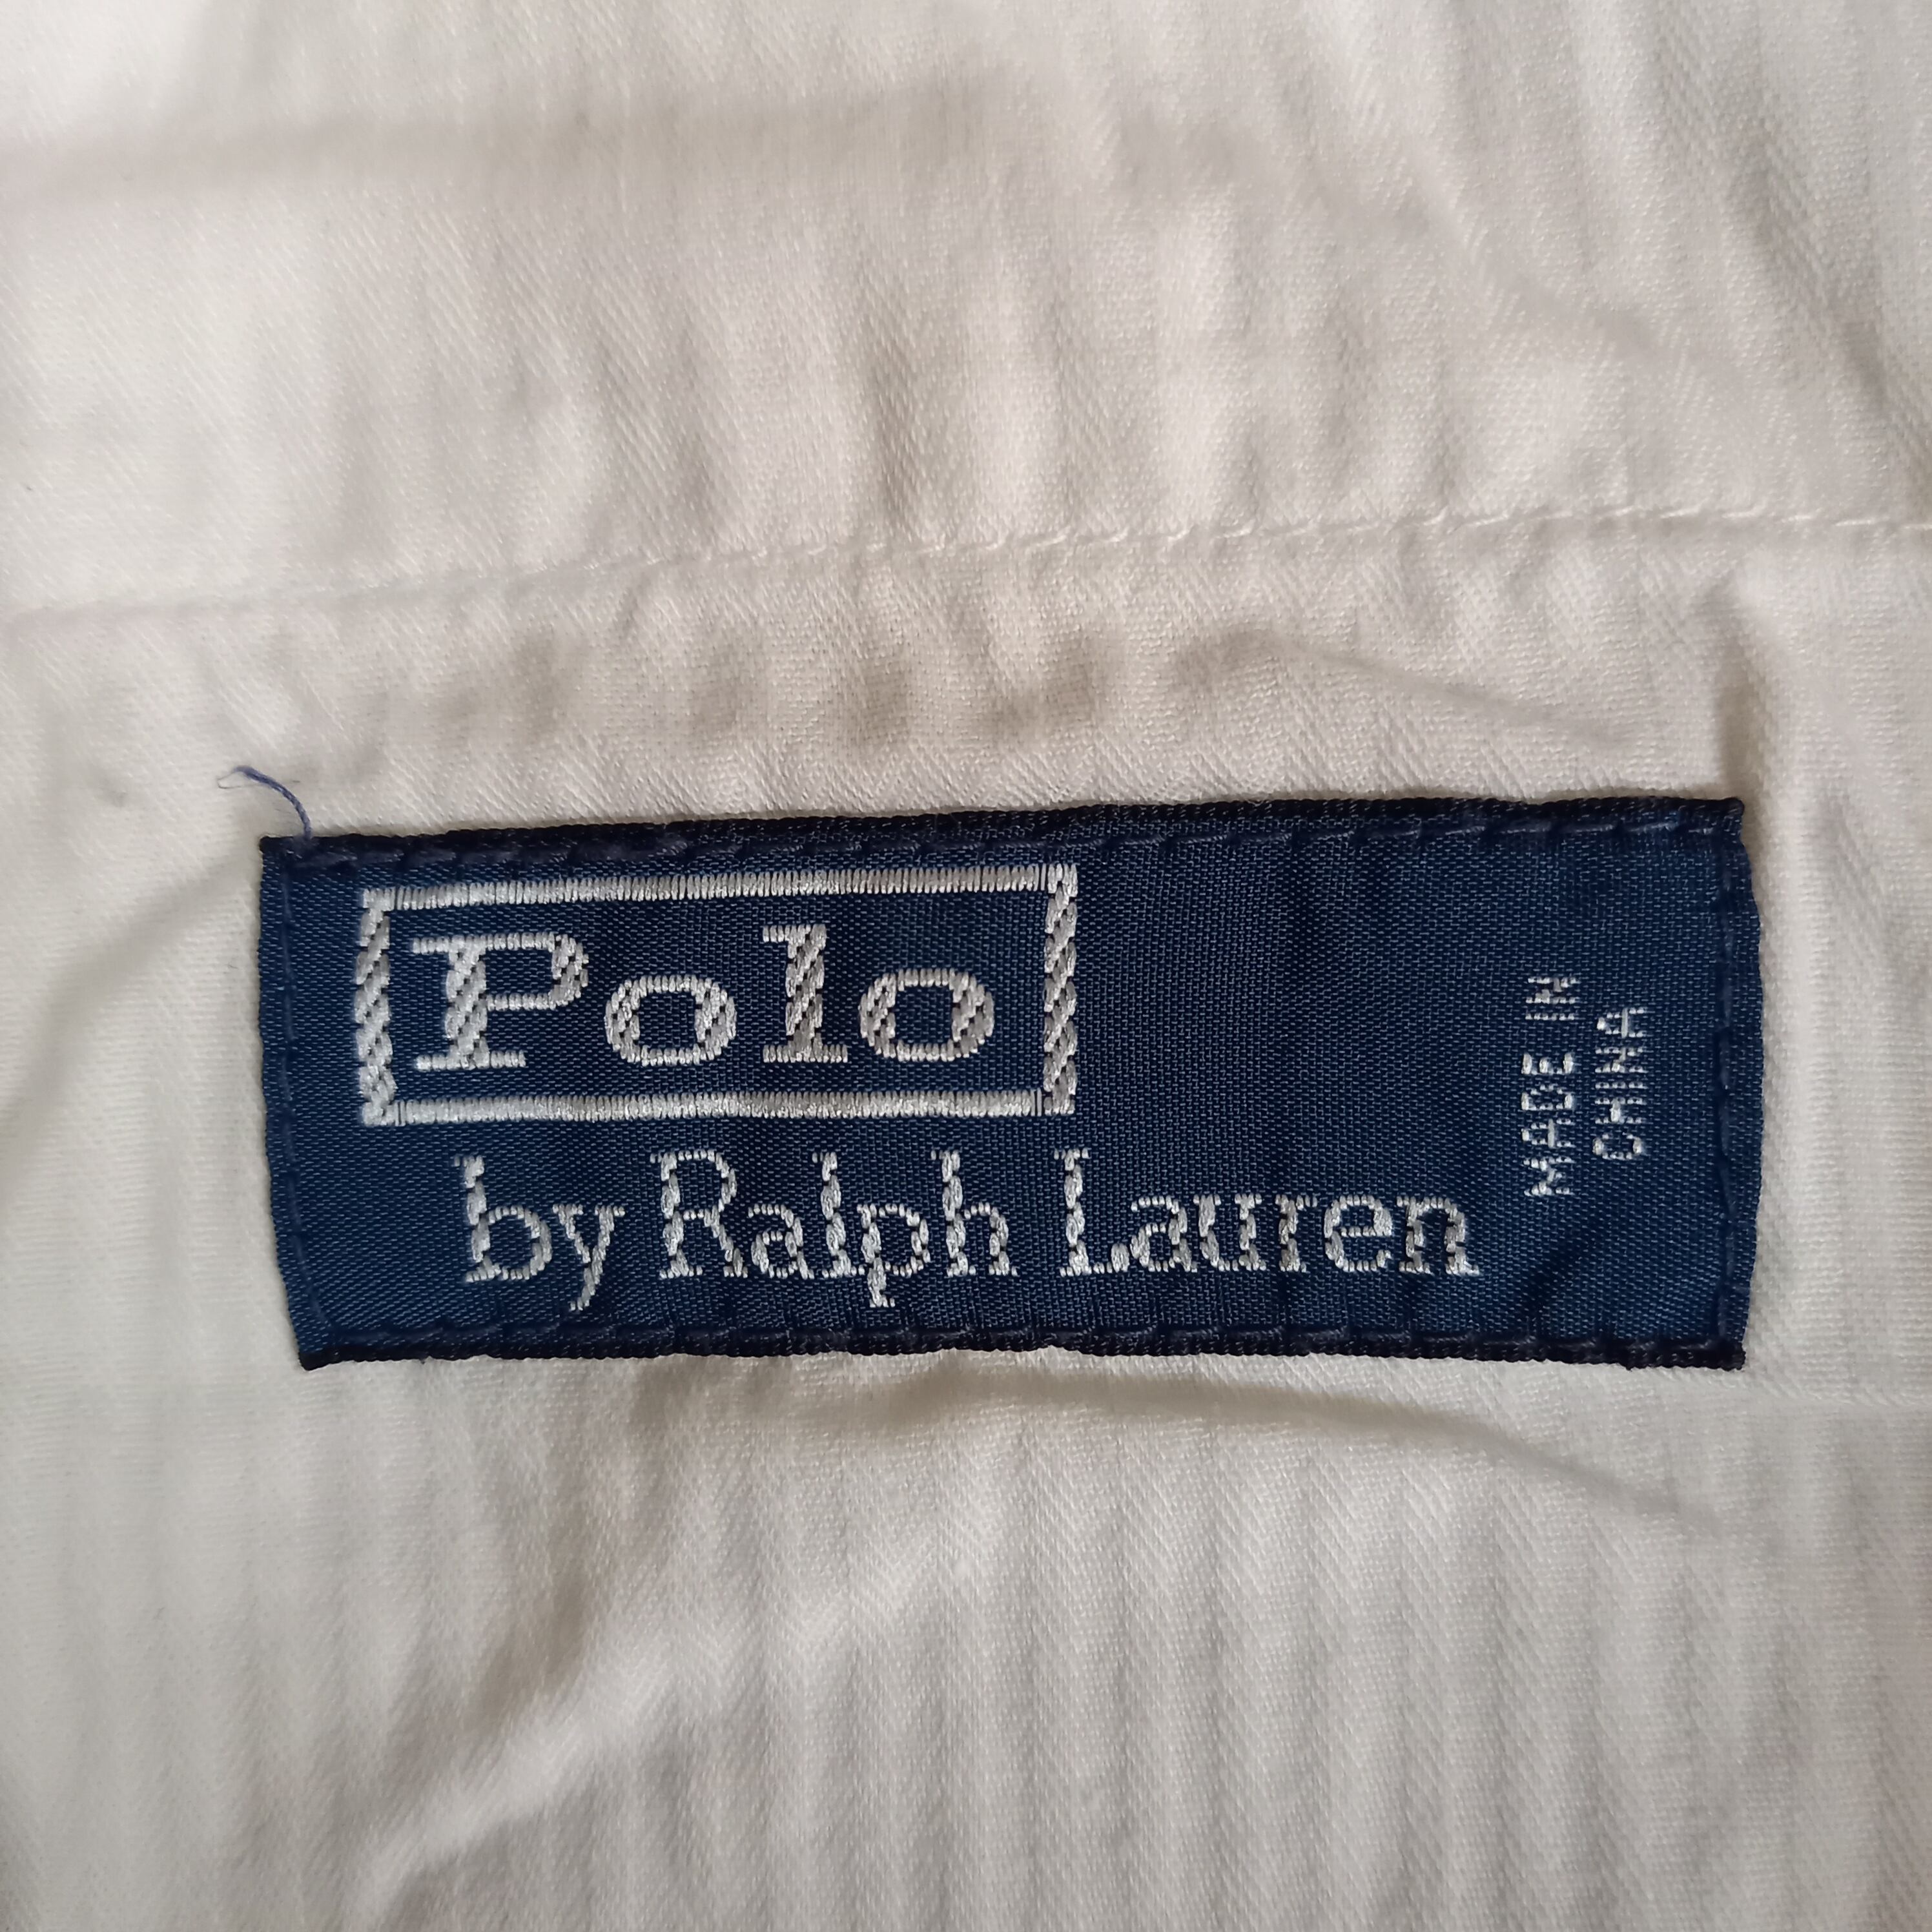 Polo
by Ralph Lauren
MADE IN
CHINA